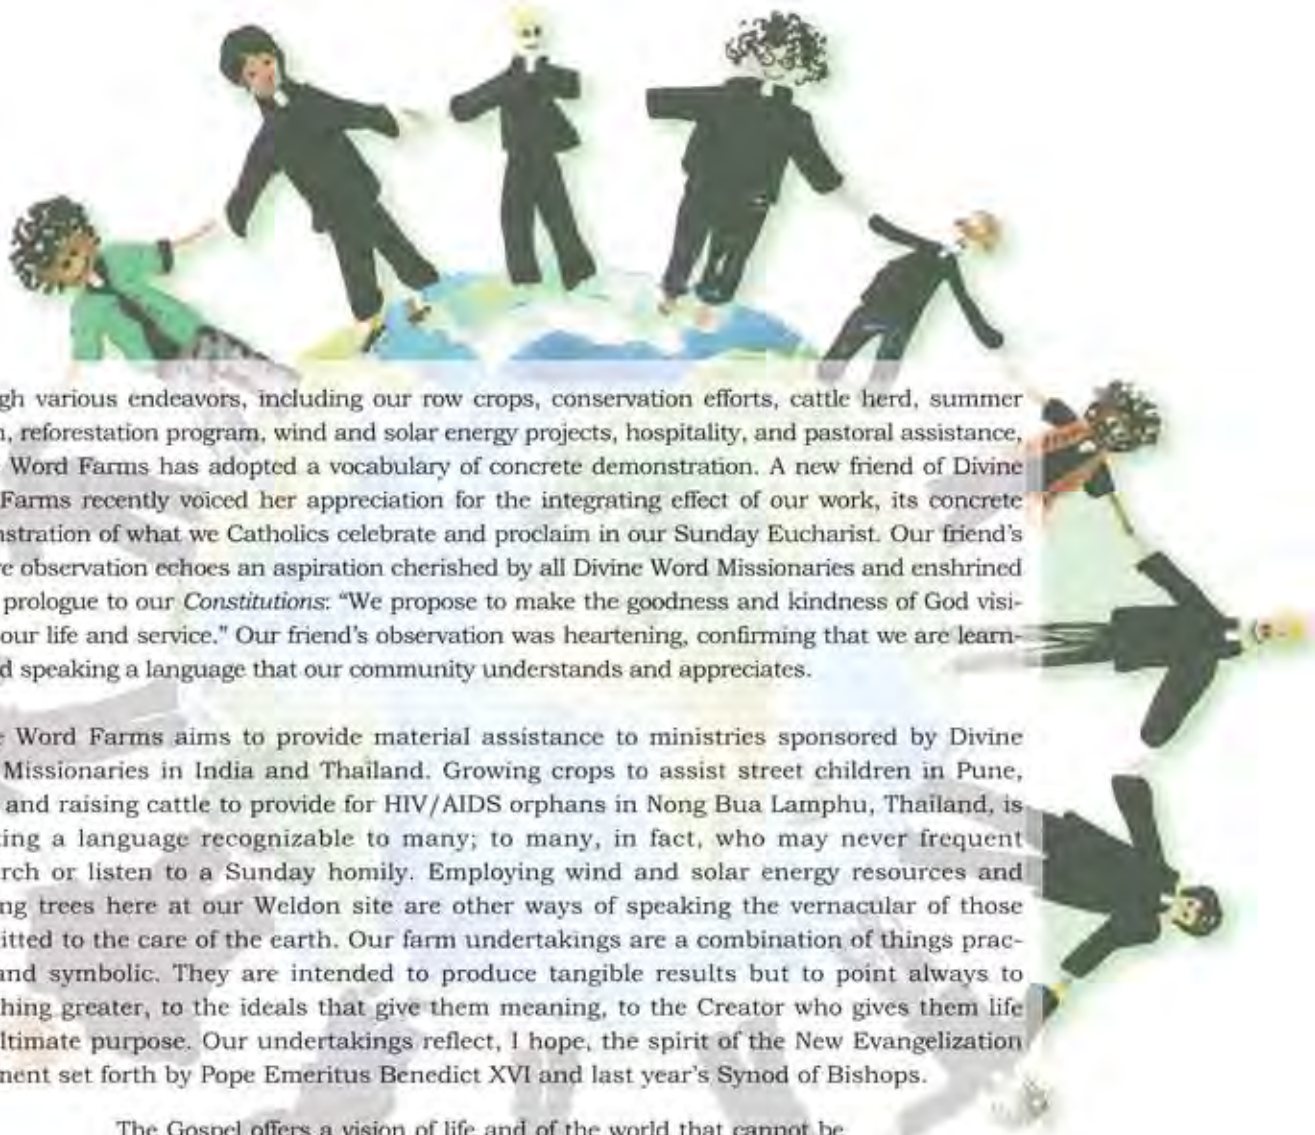 gh various endeavors, including our row crops, conservation efforts, cattle herd, summer
, reforestation program, wind and solar energy projects, hospitality, and pastoral assistance,
Word Farms has adopted a vocabulary of concrete demonstration. A new friend of Divine
Farms recently voiced her appreciation for the integrating effect of our work, its concrete
nstration of what we Catholics celebrate and proclaim in our Sunday Eucharist. Our friend's
e observation echoes an aspiration cherished by all Divine Word Missionaries and enshrined
prologue to our Constitutions: “We propose to make the goodness and kindness of God visi-
our life and service.” Our friend's observation was heartening, confirming that we are learn-
d speaking a language that our community understands and appreciates.
e Word Farms aims to provide material assistance to ministries sponsored by Divine
Missionaries in India and Thailand. Growing crops to assist street children in Pune,
and raising cattle to provide for HIV/AIDS orphans in Nong Bua Lamphu, Thailand, is
ting a language recognizable to many; to many, in fact, who may never frequent
rch or listen to a Sunday homily. Employing wind and solar energy resources and
ng trees here at our Weldon site are other ways of speaking the vernacular of those
itted to the care of the earth. Our farm undertakings are a combination of things prac-
and symbolic. They are intended to produce tangible results but to point always to
hing greater, to the ideals that give them meaning, to the Creator who gives them life
ltimate purpose. Our undertakings reflect, I hope, the spirit of the New Evangelization
nent set forth by Pope Emeritus Benedict XVI and last year's Synod of Bishops.
The Gospel offers a vision of life and of the world that cannot be